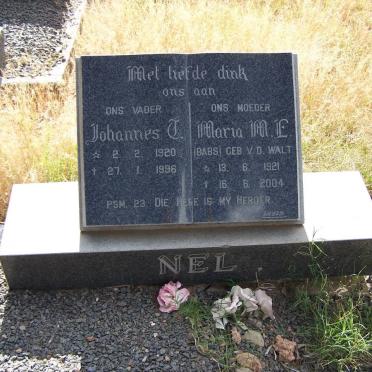 Met liefde dink
ons aan
ONS VADER
Johannes C.
* 2. 2. 1920
† 27. 1. 1996
ONS MOEDER
Maria M. E.
(BABS) GEB V.D. WALT
* 13. 6. 1921
† 16. 6. 2004
PSM. 23 DIE HERE IS MY HERDER
NEL